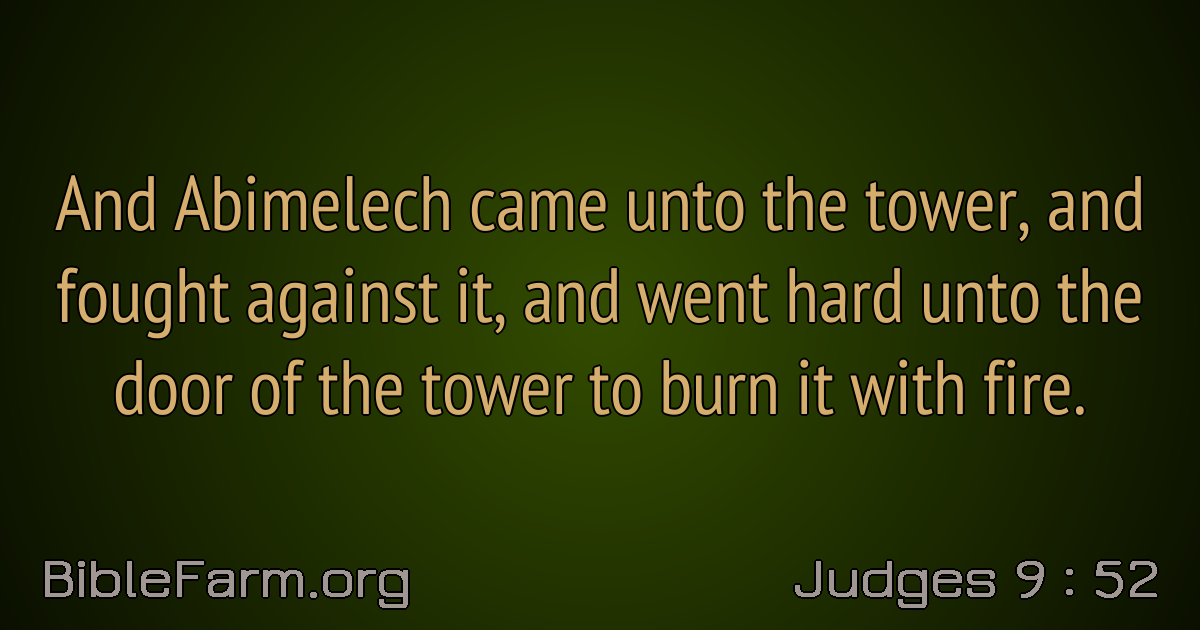 And Abimelech came unto the tower, and
fought against it, and went hard unto the
door of the tower to burn it with fire.
BibleFarm.org
Judges 9 : 52